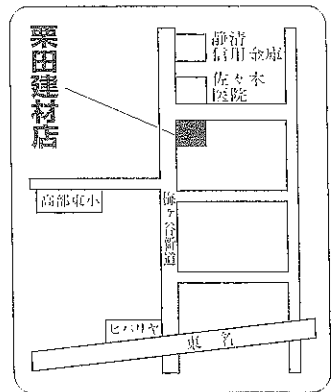 栗田建材店
静清
信用金庫
佐々木
医院
高部東小
梅ヶ谷街道
ヒバリヤ
東名